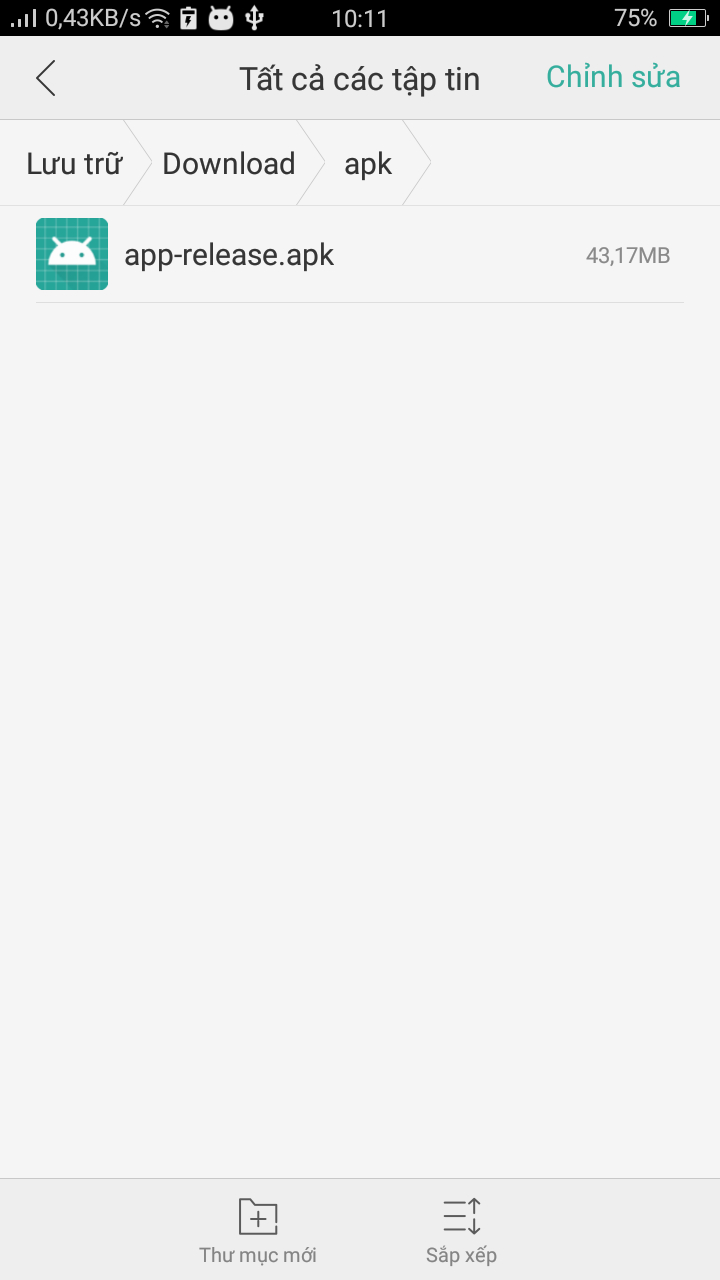 0,43KB/s 10:11 75%
Tất cả các tập tin Chỉnh sửa
Lưu trữ Download apk
app-release.apk 43,17MB
Thư mục mới Sắp xếp